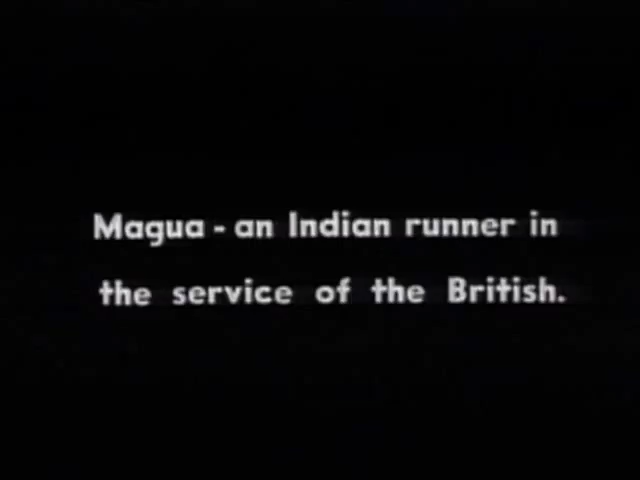 Magua - an Indian runner in
the service of the British.